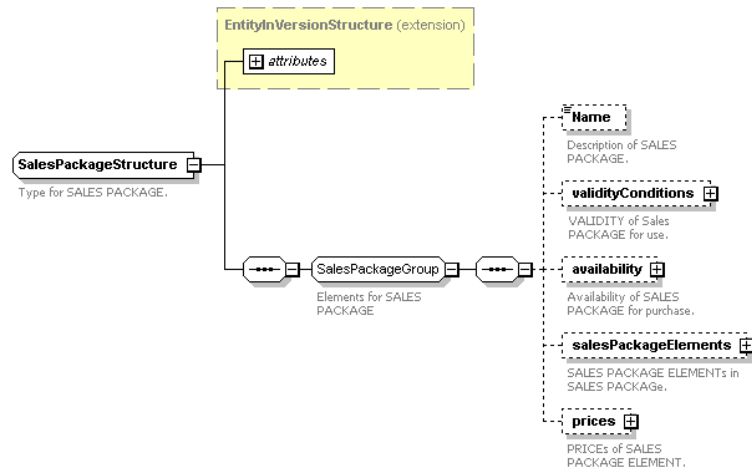 EntityInVersionStructure (extension)
attributes
SalesPackageStructure
Type for SALES PACKAGE.
SalesPackageGroup
Elements for SALES
PACKAGE
Name
Description of SALES
PACKAGE.
validityConditions
VALIDITY of Sales
PACKAGE for use.
availability
Availability of SALES
PACKAGE for purchase.
salesPackageElements
SALES PACKAGE ELEMENTs in
SALES PACKAGe.
prices
PRICEs of SALES
PACKAGE ELEMENT.